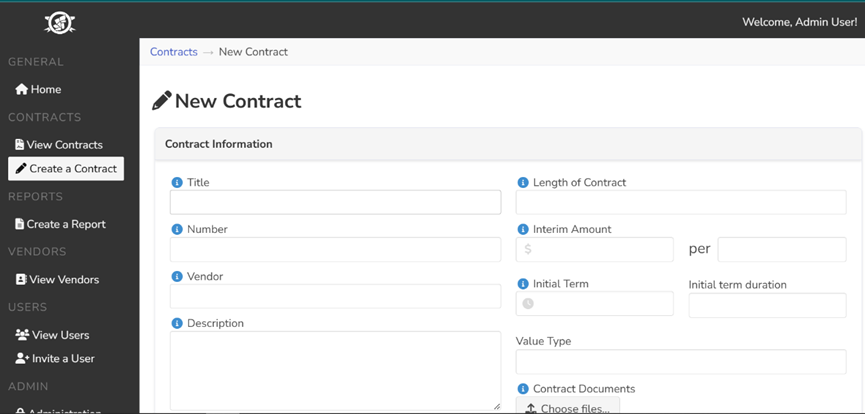 Welcome, Admin User!
GENERAL
Home
CONTRACTS
View Contracts
Create a Contract
REPORTS
Create a Report
VENDORS
View Vendors
USERS
View Users
Invite a User
ADMIN
Administration
Contracts → New Contract
New Contract
Contract Information
Title
Number
Vendor
Description
Length of Contract
Interim Amount
$ per
Initial Term Initial term duration
Value Type
Contract Documents
Choose files...